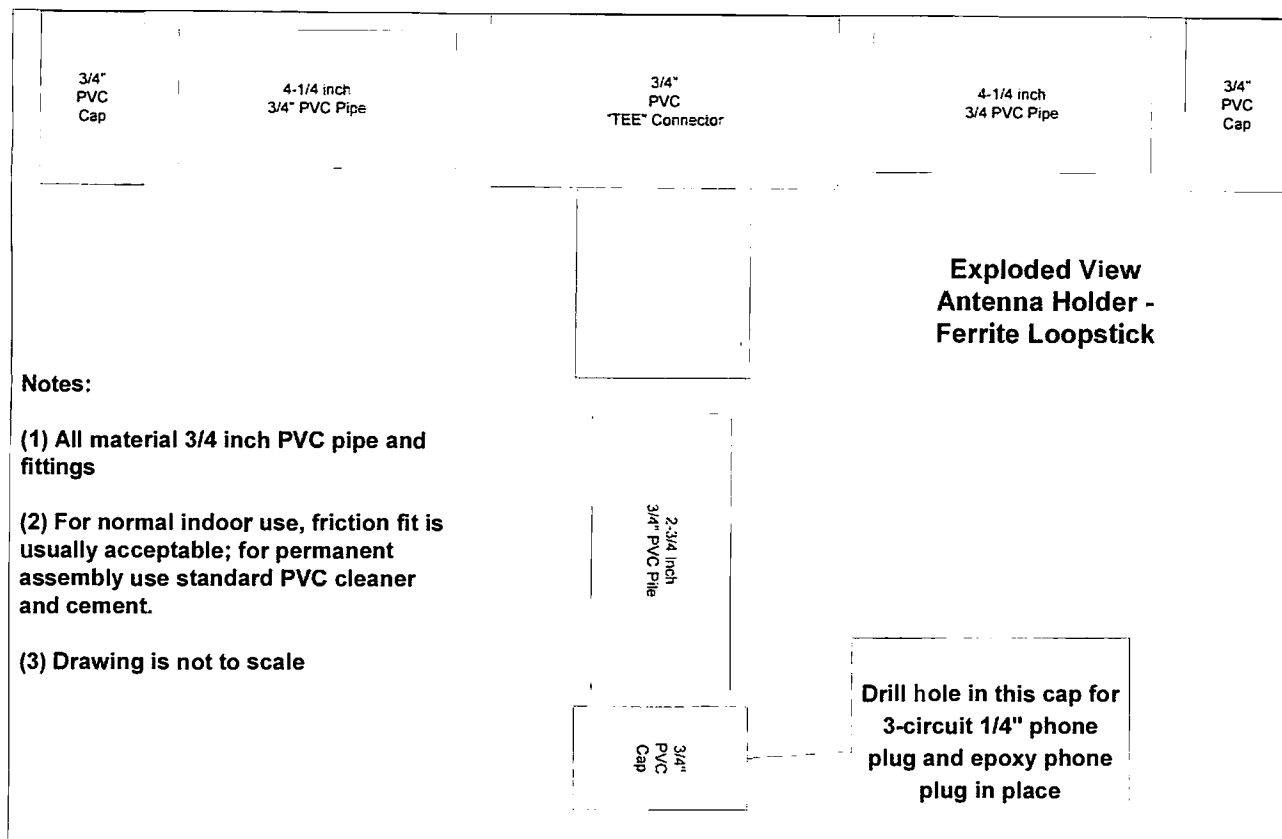 3/4"
PVC
Cap
4-1/4 inch
3/4" PVC Pipe
3/4"
PVC
"TEE" Connector
4-1/4 inch
3/4 PVC Pipe
3/4"
PVC
Cap
Exploded View
Antenna Holder -
Ferrite Loopstick
Notes:
(1) All material 3/4 inch PVC pipe and
fittings
(2) For normal indoor use, friction fit is
usually acceptable; for permanent
assembly use standard PVC cleaner
and cement.
(3) Drawing is not to scale
2-3/4 Inch
3/4" PVC Pile
3/4"
PVC
Cap
Drill hole in this cap for
3-circuit 1/4" phone
plug and epoxy phone
plug in place